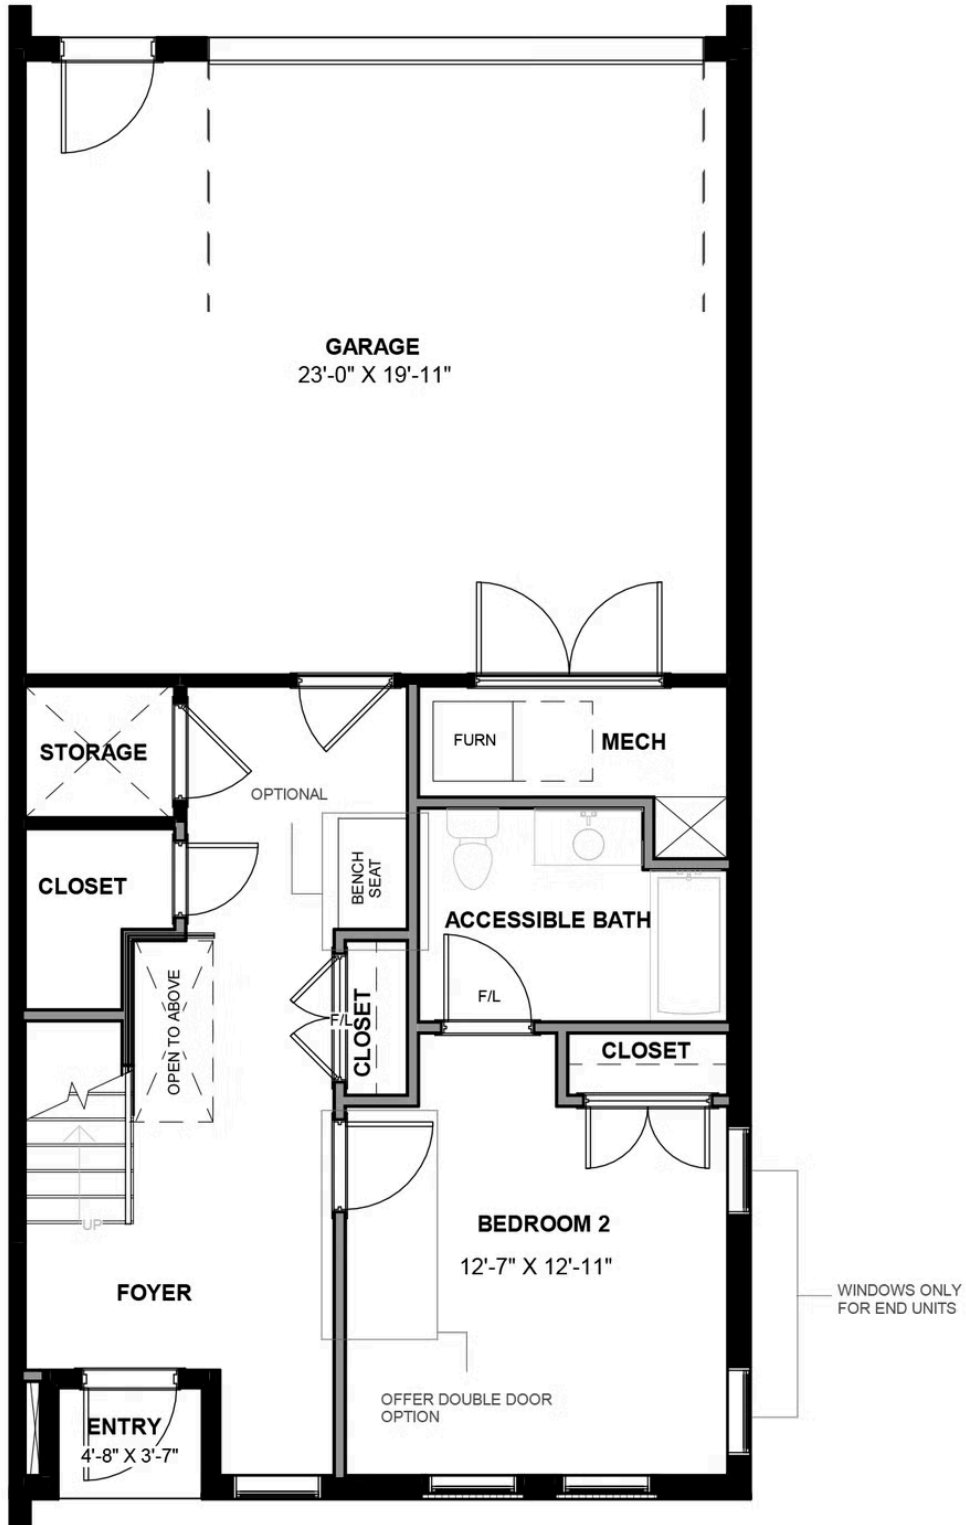 GARAGE
23'-0" X 19'-11"
STORAGE
FURN
MECH
OPTIONAL
BENCH
SEAT
CLOSET
ACCESSIBLE BATH
F/L
OPEN TO ABOVE
F/L
CLOSET
CLOSET
UP
BEDROOM 2
12'-7" X 12'-11"
FOYER
WINDOWS ONLY
FOR END UNITS
OFFER DOUBLE DOOR
OPTION
ENTRY
4'-8" X 3'-7"